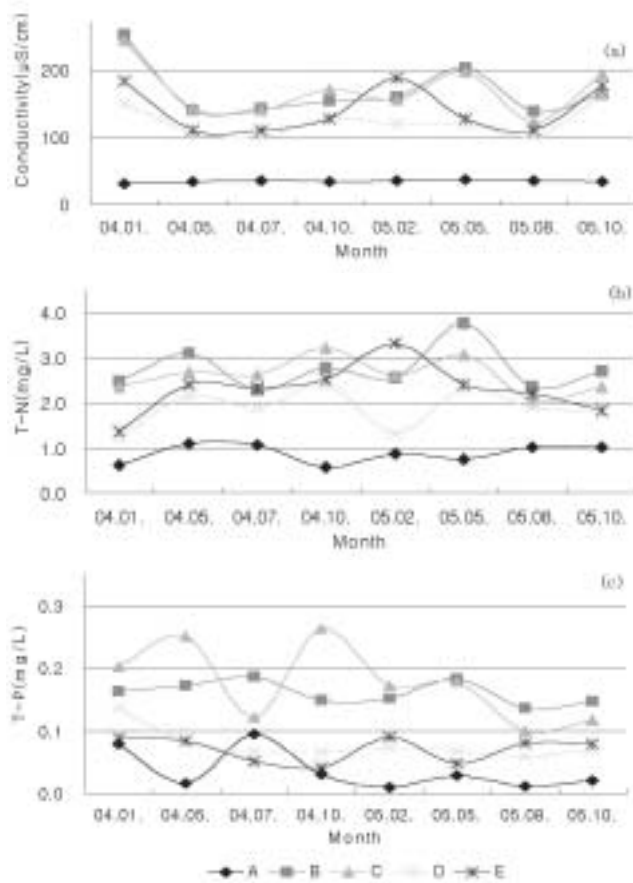 (a)
Conductivity(μS/cm)
200
100
0
04.01. 04.05. 04.07. 04.10. 05.02. 05.05. 05.08. 05.10.
Month
(b)
T-N(mg/L)
4.0
3.0
2.0
1.0
0.0
04.01. 04.05. 04.07. 04.10. 05.02. 05.05. 05.08. 05.10.
Month
(c)
T-P(mg/L)
0.3
0.2
0.1
0.0
04.01. 04.05. 04.07. 04.10. 05.02. 05.05. 05.08. 05.10.
Month
A B C D E